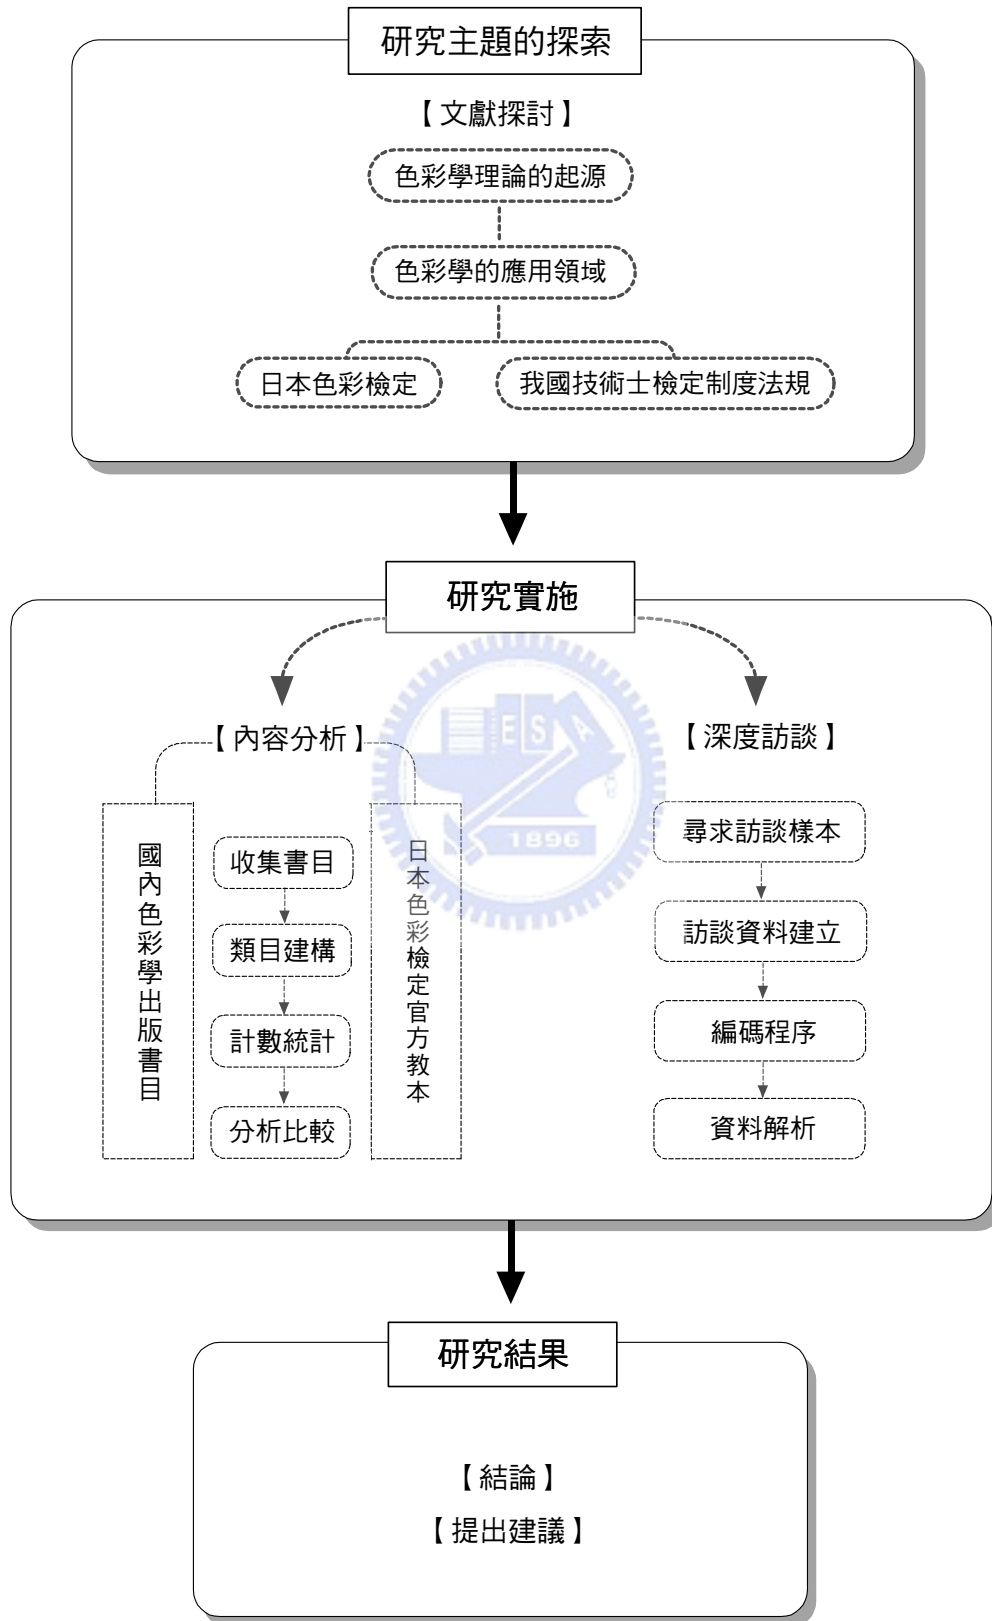 研究主題的探索
【文獻探討】
色彩學理論的起源
色彩學的應用領域
日本色彩檢定
我國技術士檢定制度法規
研究實施
【內容分析】
國內色彩學出版書目
收集書目
類目建構
計數統計
分析比較
日本色彩檢定官方教本
【深度訪談】
尋求訪談樣本
訪談資料建立
編碼程序
資料解析
ESA
1896
研究結果
【結論】
【提出建議】